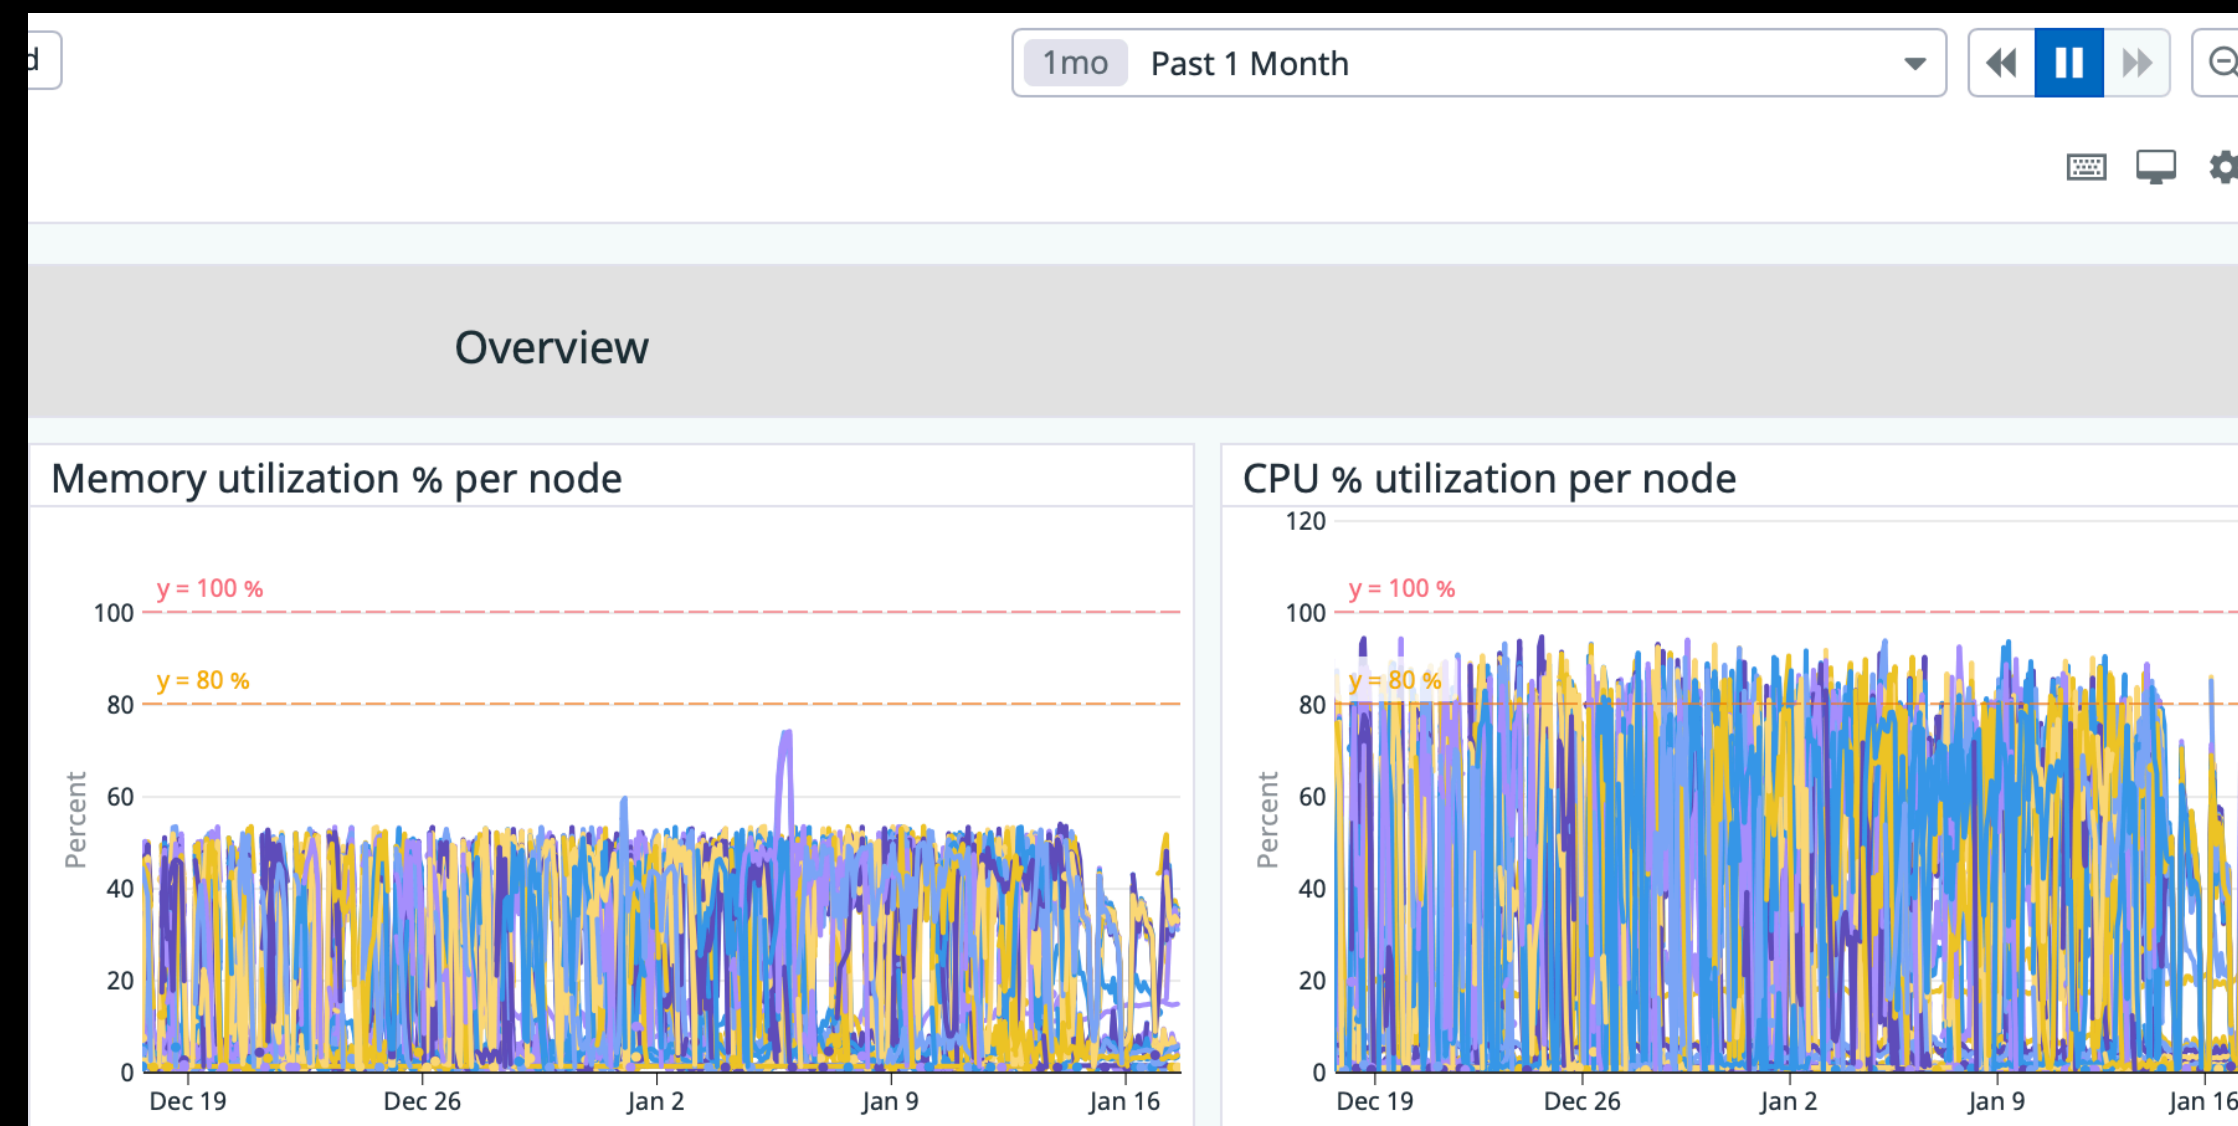 d
1mo Past 1 Month
Overview
Memory utilization % per node
y = 100 %
100
y = 80 %
80
60
40
20
0
Percent
Dec 19 Dec 26 Jan 2 Jan 9 Jan 16
CPU % utilization per node
120
y = 100 %
100
y = 80 %
80
60
40
20
0
Percent
Dec 19 Dec 26 Jan 2 Jan 9 Jan 16